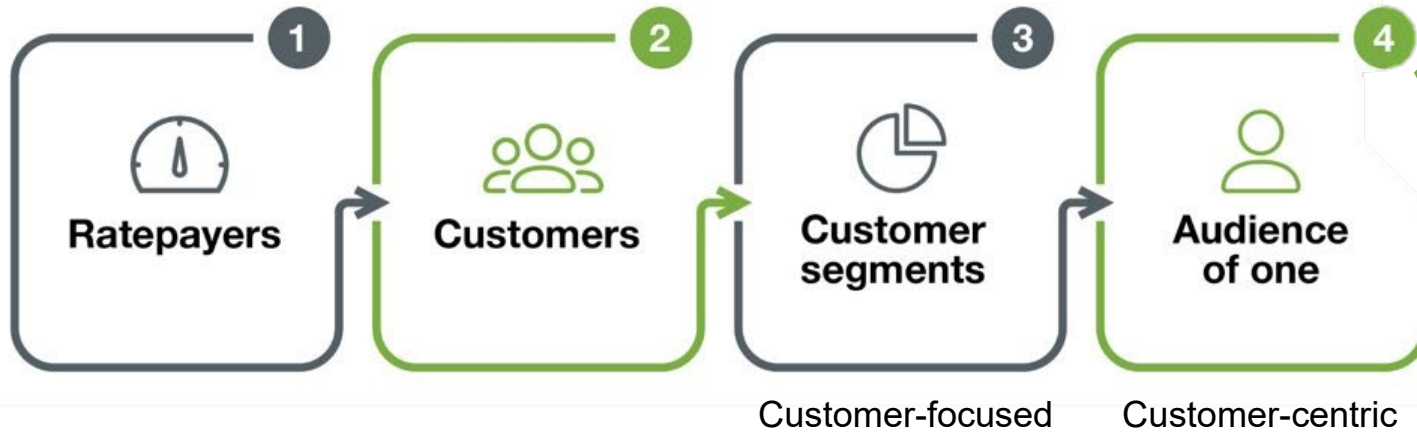 1
Ratepayers
2
Customers
3
Customer
segments
4
Audience
of one
Customer-focused
Customer-centric